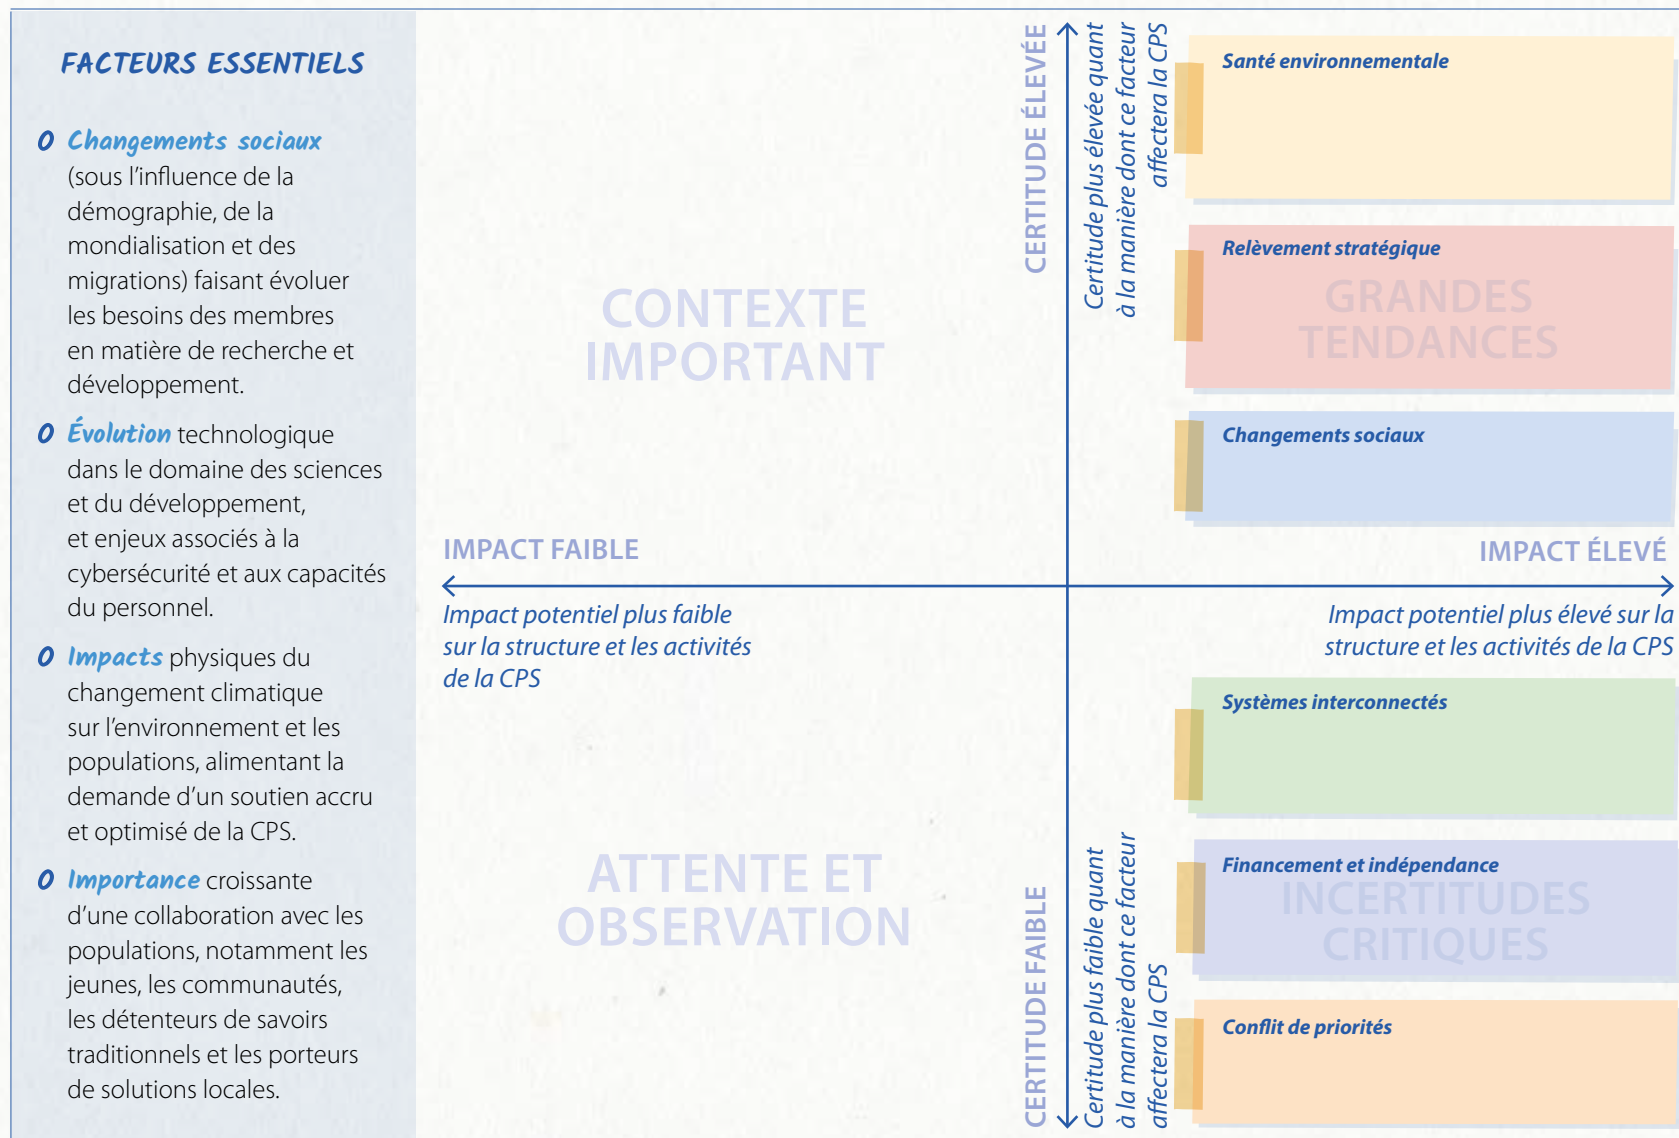 FACTEURS ESSENTIELS
O Changements sociaux
(sous l'influence de la
démographie, de la
mondialisation et des
migrations) faisant évoluer
les besoins des membres
en matière de recherche et
développement.
O Évolution technologique
dans le domaine des sciences
et du développement,
et enjeux associés à la
cybersécurité et aux capacités
du personnel.
O Impacts physiques du
changement climatique
sur l'environnement et les
populations, alimentant la
demande d'un soutien accru
et optimisé de la CPS.
O Importance croissante
d'une collaboration avec les
populations, notamment les
jeunes, les communautés,
les détenteurs de savoirs
traditionnels et les porteurs
de solutions locales.
CONTEXTE
IMPORTANT
CERTITUDE ÉLEVÉE
Certitude plus élevée quant
à la manière dont ce facteur
affectera la CPS
Santé environnementale
Relèvement stratégique
GRANDES
TENDANCES
Changements sociaux
IMPACT FAIBLE
IMPACT ÉLEVÉ
Impact potentiel plus faible
sur la structure et les activités
de la CPS
Impact potentiel plus élevé sur la
structure et les activités de la CPS
ATTENTE ET
OBSERVATION
CERTITUDE FAIBLE
Certitude plus faible quant
à la manière dont ce facteur
affectera la CPS
Systèmes interconnectés
Financement et indépendance
INCERTITUDES
CRITIQUES
Conflit de priorités